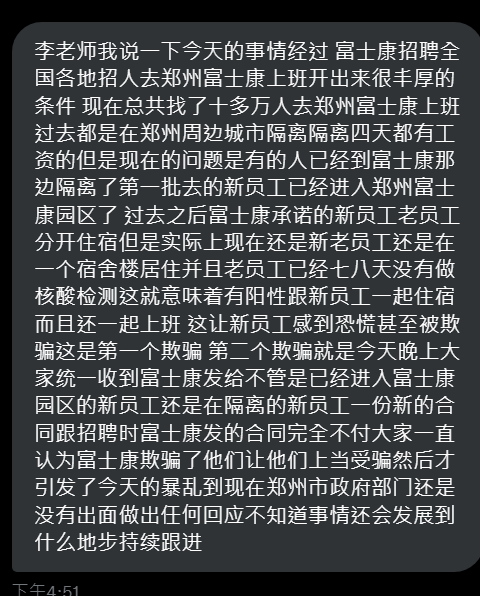 李老师我说一下今天的事情经过 富士康招聘全
国各地招人去郑州富士康上班开出来很丰厚的
条件 现在总共找了十多万人去郑州富士康上班
过去都是在郑州周边城市隔离隔离四天都有工
资的但是现在的问题是有的人已经到富士康那
边隔离了第一批去的新员工已经进入郑州富士
康园区了 过去之后富士康承诺的新员工老员工
分开住宿但是实际上现在还是新老员工还是在
一个宿舍楼居住并且老员工已经七八天没有做
核酸检测这就意味着有阳性跟新员工一起住宿
而且还一起上班 这让新员工感到恐慌甚至被欺
骗这是第一个欺骗 第二个欺骗就是今天晚上大
家统一收到富士康发给不管是已经进入富士康
园区的新员工还是在隔离的新员工一份新的合
同跟招聘时富士康发的合同完全不付大家一直
认为富士康欺骗了他们让他们上当受骗然后才
引发了今天的暴乱到现在郑州市政府部门还是
没有出面做出任何回应不知道事情还会发展到
什么地步持续跟进
下午4:51